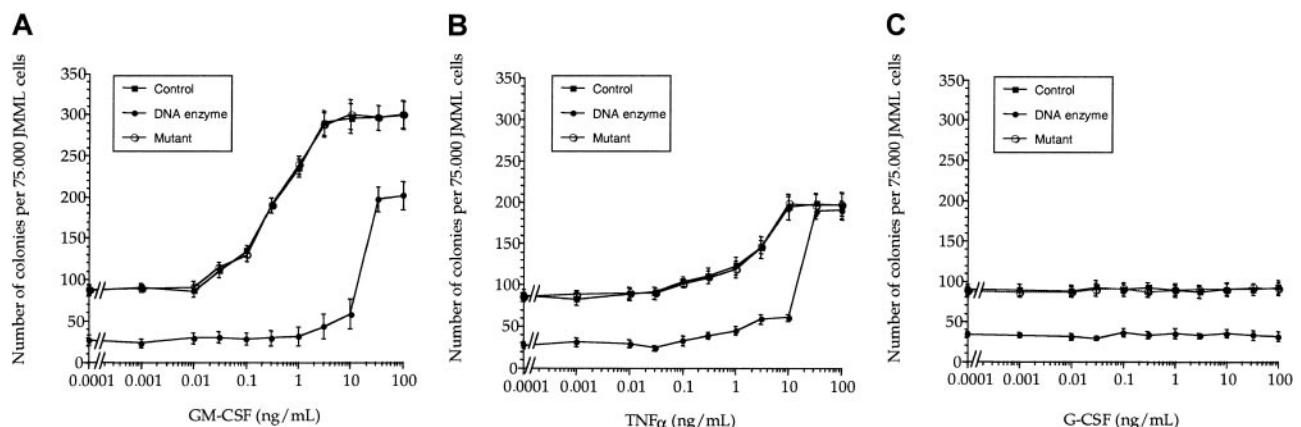 A
Number of colonies per 75.000 JMML cells
350
300
250
200
150
100
50
0
Control
DNA enzyme
Mutant
0.0001 0.001 0.01 0.1 1 10 100
GM-CSF (ng/mL)
B
Number of colonies per 75.000 JMML cells
350
300
250
200
150
100
50
0
Control
DNA enzyme
Mutant
0.0001 0.001 0.01 0.1 1 10 100
TNFα (ng/mL)
C
Number of colonies per 75.000 JMML cells
350
300
250
200
150
100
50
0
Control
DNA enzyme
Mutant
0.0001 0.001 0.01 0.1 1 10 100
G-CSF (ng/mL)